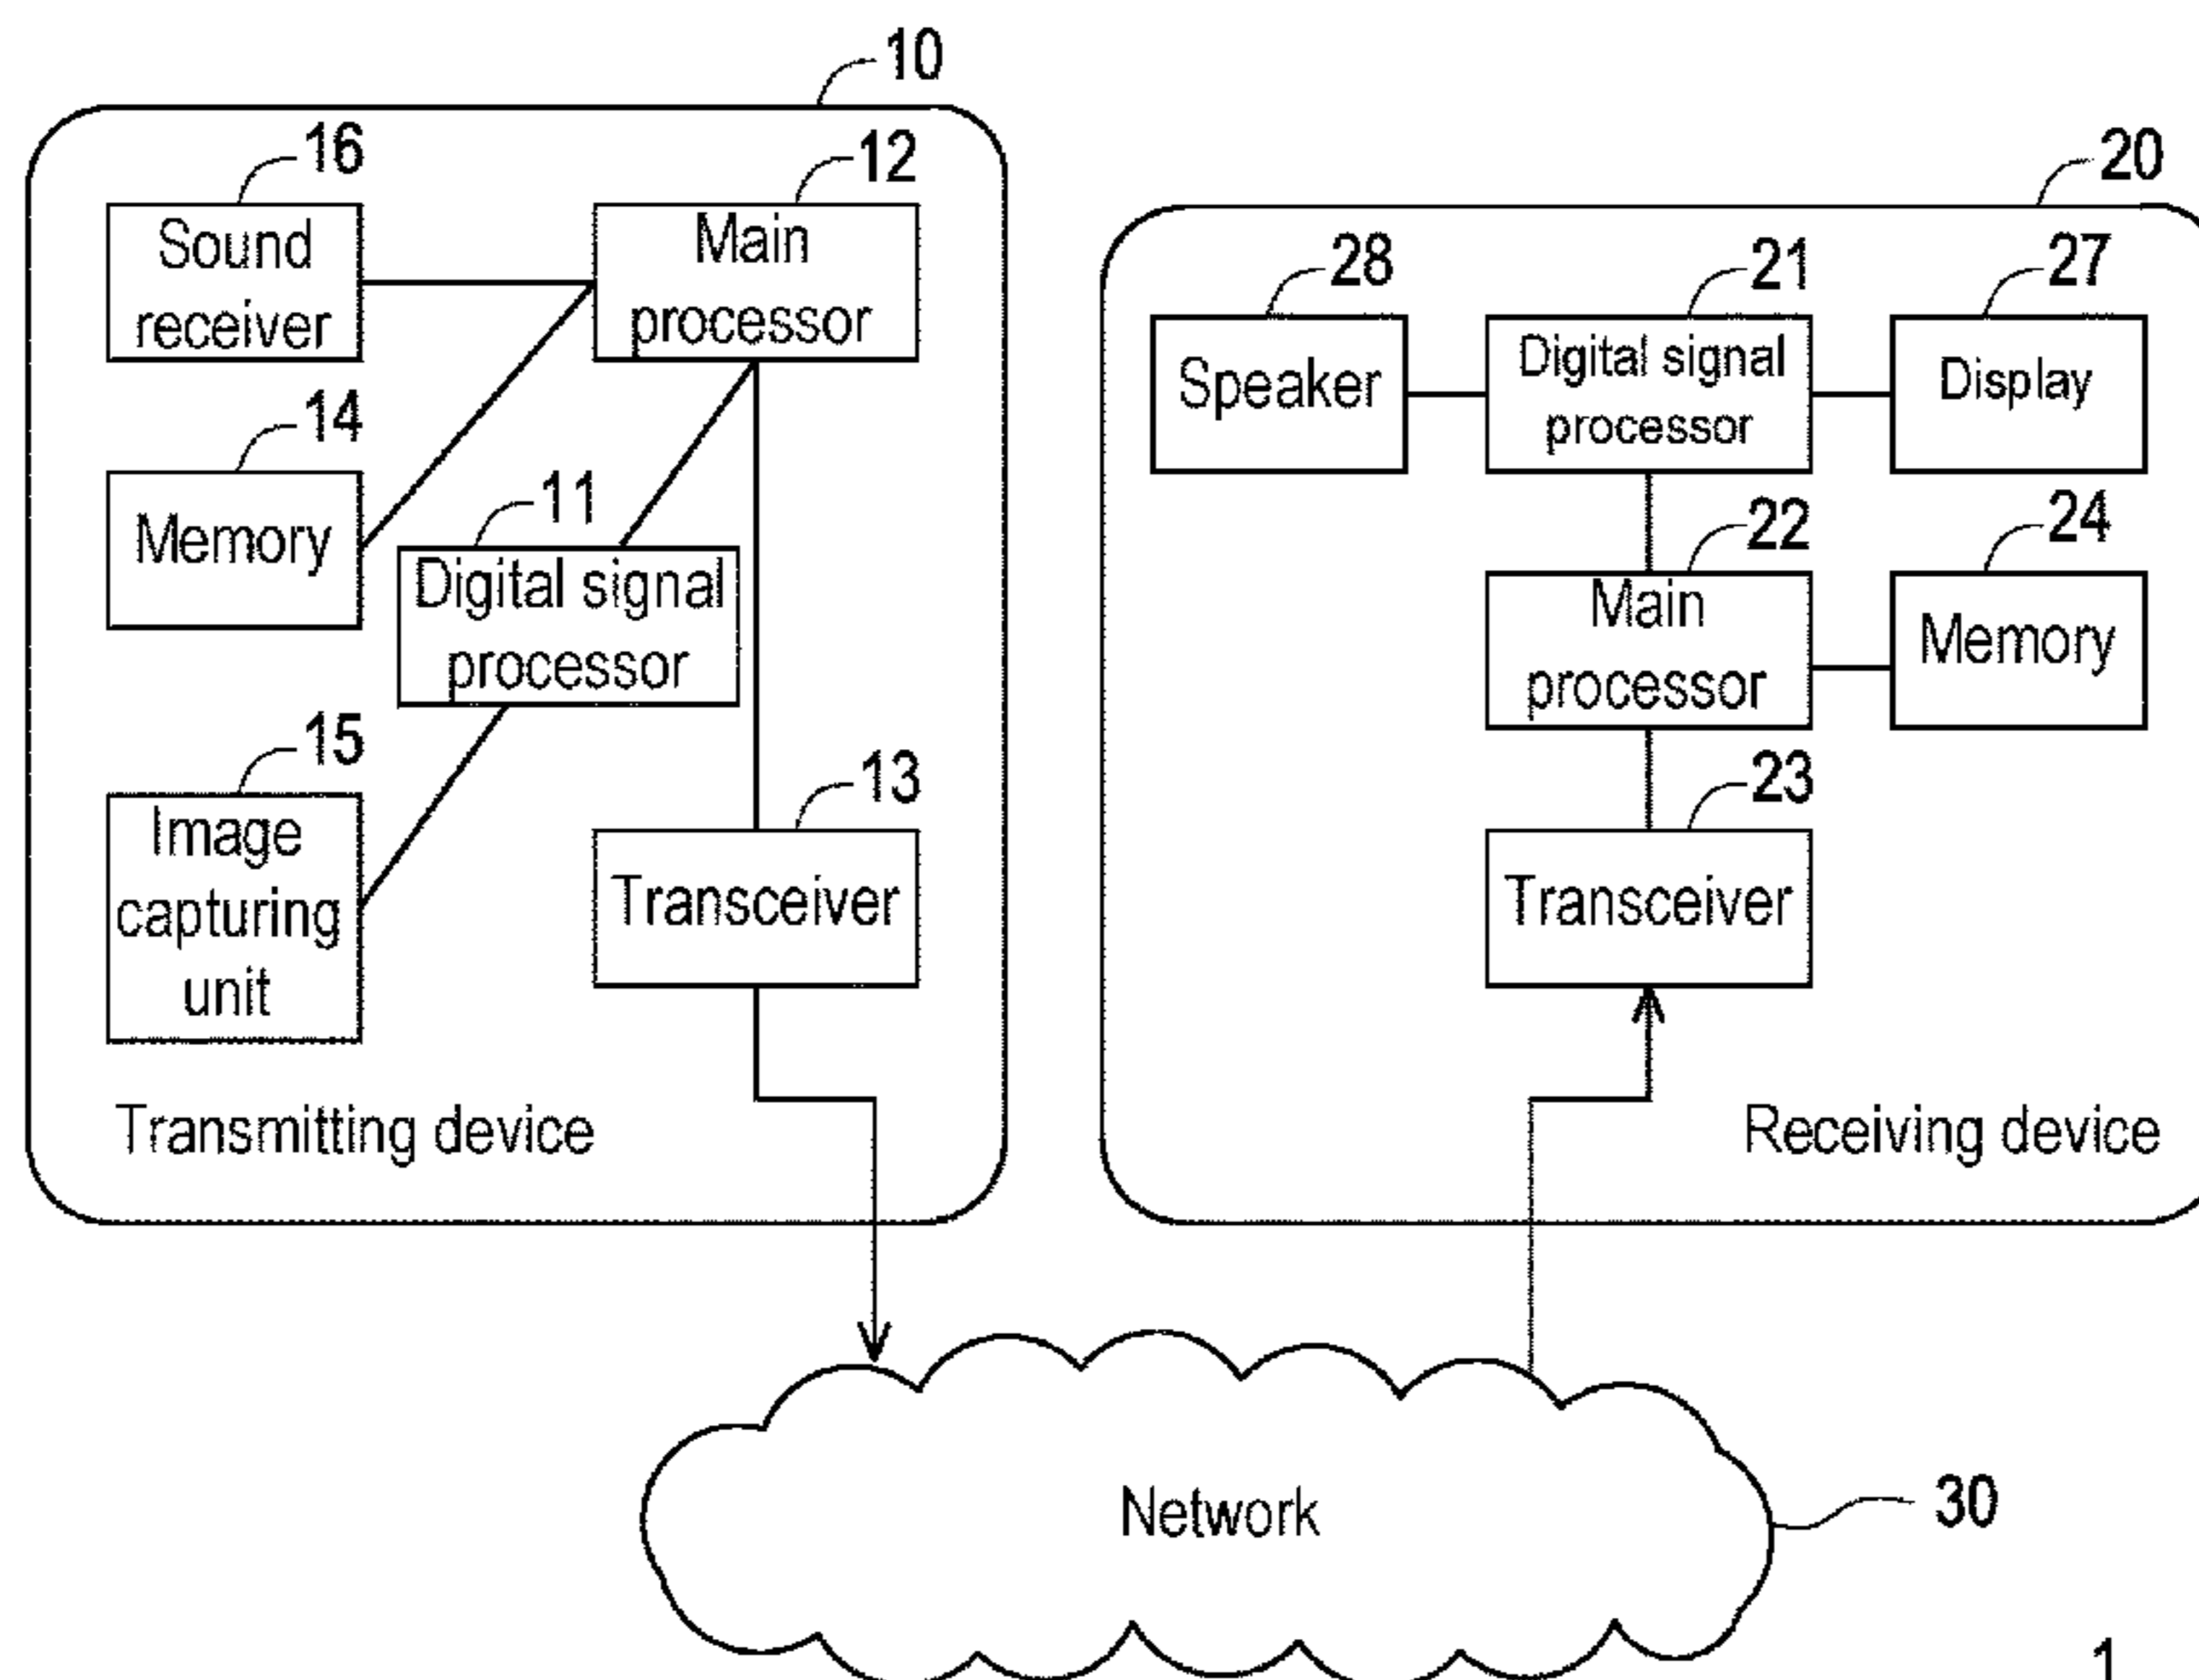 10
16
12
Sound
receiver
Main
processor
14
Memory
11
Digital signal
processor
15
Image
capturing
unit
13
Transceiver
Transmitting device
20
28
21
27
Speaker
Digital signal
processor
Display
22
24
Main
processor
Memory
23
Transceiver
Receiving device
Network
30
1